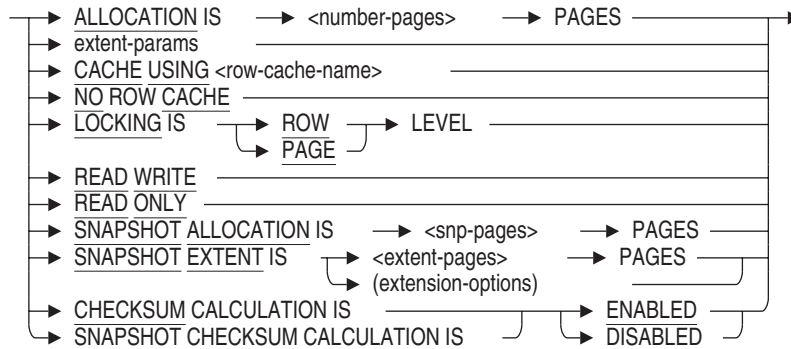 ALLOCATION IS <number-pages> PAGES
extent-params
CACHE USING <row-cache-name>
NO ROW CACHE
LOCKING IS ROW LEVEL
PAGE
READ WRITE
READ ONLY
SNAPSHOT ALLOCATION IS <snp-pages> PAGES
SNAPSHOT EXTENT IS <extent-pages> PAGES
(extension-options)
CHECKSUM CALCULATION IS ENABLED
SNAPSHOT CHECKSUM CALCULATION IS DISABLED